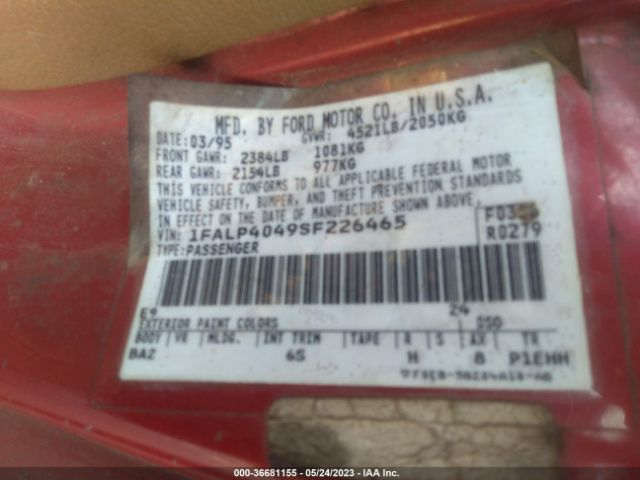 MFD. BY FORD MOTOR CO. IN U.S.A.
DATE: 03/95 GVWR: 4521LB/2050KG
FRONT GAWR: 2384LB 1081KG
REAR GAWR: 2154LB 977KG
THIS VEHICLE CONFORMS TO ALL APPLICABLE FEDERAL MOTOR
VEHICLE SAFETY, BUMPER, AND THEFT PREVENTION STANDARDS
IN EFFECT ON THE DATE OF MANUFACTURE SHOWN ABOVE.
VIN: 1FALP4049SF226465
TYPE: PASSENGER R0279
E9 24
EXTERIOR PAINT COLORS DSO
BODY VR MLDG. INT TRIM TAPE R S AX TR
BA2 6S H 8 P1EHH
000-36681155 - 05/24/2023 - IAA Inc.